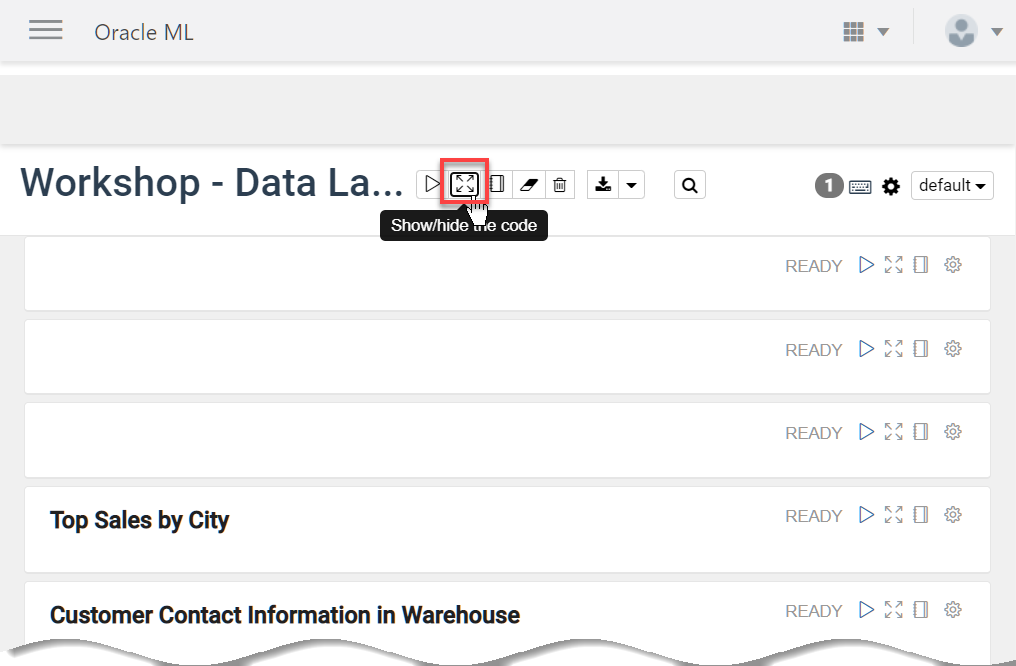 Oracle ML
Workshop - Data La...
1
default
Show/hide the code
READY
READY
READY
Top Sales by City
READY
Customer Contact Information in Warehouse
READY